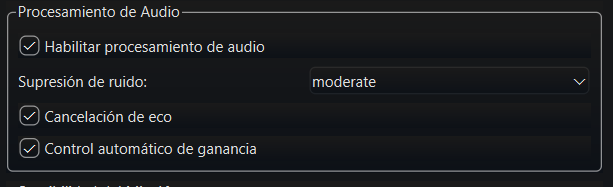 Procesamiento de Audio
Habilitar procesamiento de audio
Supresión de ruido: moderate
Cancelación de eco
Control automático de ganancia